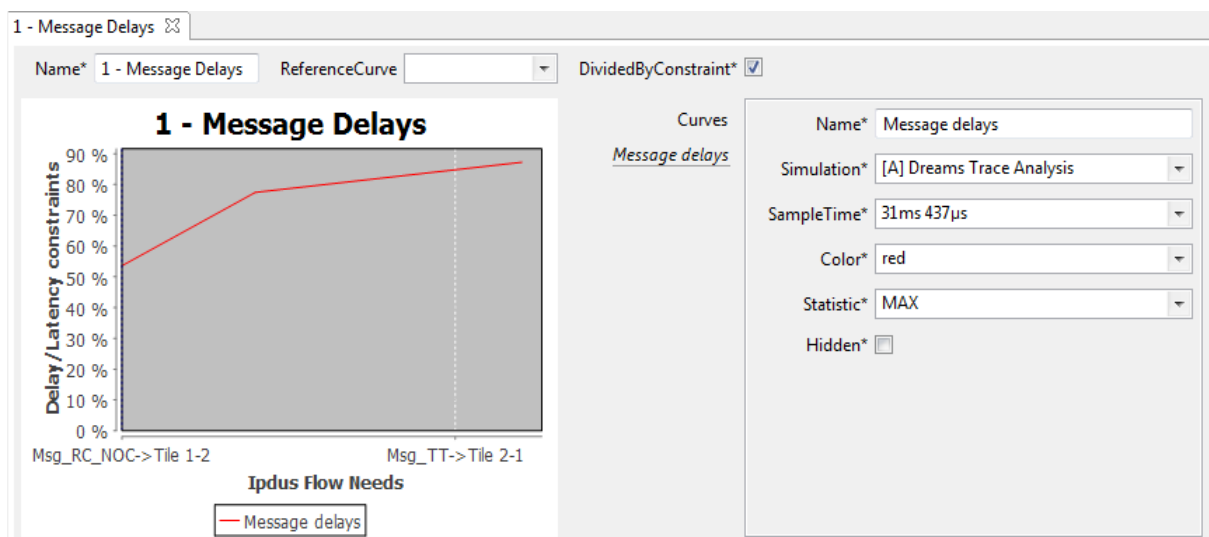 1 - Message Delays
Name* 1 - Message Delays ReferenceCurve DividedByConstraint*
1 - Message Delays
Delay/Latency constraints
90 %
80 %
70 %
60 %
50 %
40 %
30 %
20 %
10 %
0 %
Msg_RC_NOC->Tile 1-2 Msg_TT->Tile 2-1
Ipdus Flow Needs
Message delays
Curves
Message delays
Name* Message delays
Simulation* [A] Dreams Trace Analysis
SampleTime* 31ms 437µs
Color* red
Statistic* MAX
Hidden*